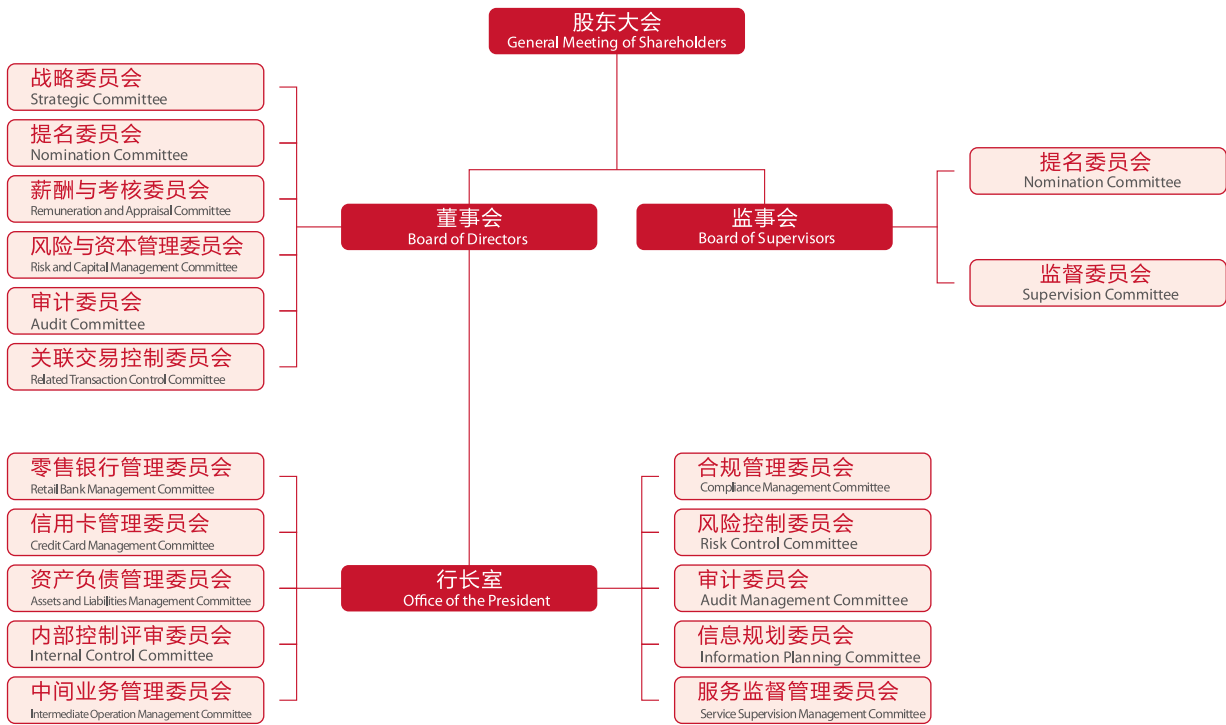 股东大会
General Meeting of Shareholders
战略委员会
Strategic Committee
提名委员会
Nomination Committee
薪酬与考核委员会
Remuneration and Appraisal Committee
风险与资本管理委员会
Risk and Capital Management Committee
审计委员会
Audit Committee
关联交易控制委员会
Related Transaction Control Committee
董事会
Board of Directors
监事会
Board of Supervisors
提名委员会
Nomination Committee
监督委员会
Supervision Committee
零售银行管理委员会
Retail Bank Management Committee
信用卡管理委员会
Credit Card Management Committee
资产负债管理委员会
Assets and Liabilities Management Committee
内部控制评审委员会
Internal Control Committee
中间业务管理委员会
Intermediate Operation Management Committee
行长室
Office of the President
合规管理委员会
Compliance Management Committee
风险控制委员会
Risk Control Committee
审计委员会
Audit Management Committee
信息规划委员会
Information Planning Committee
服务监督管理委员会
Service Supervision Management Committee